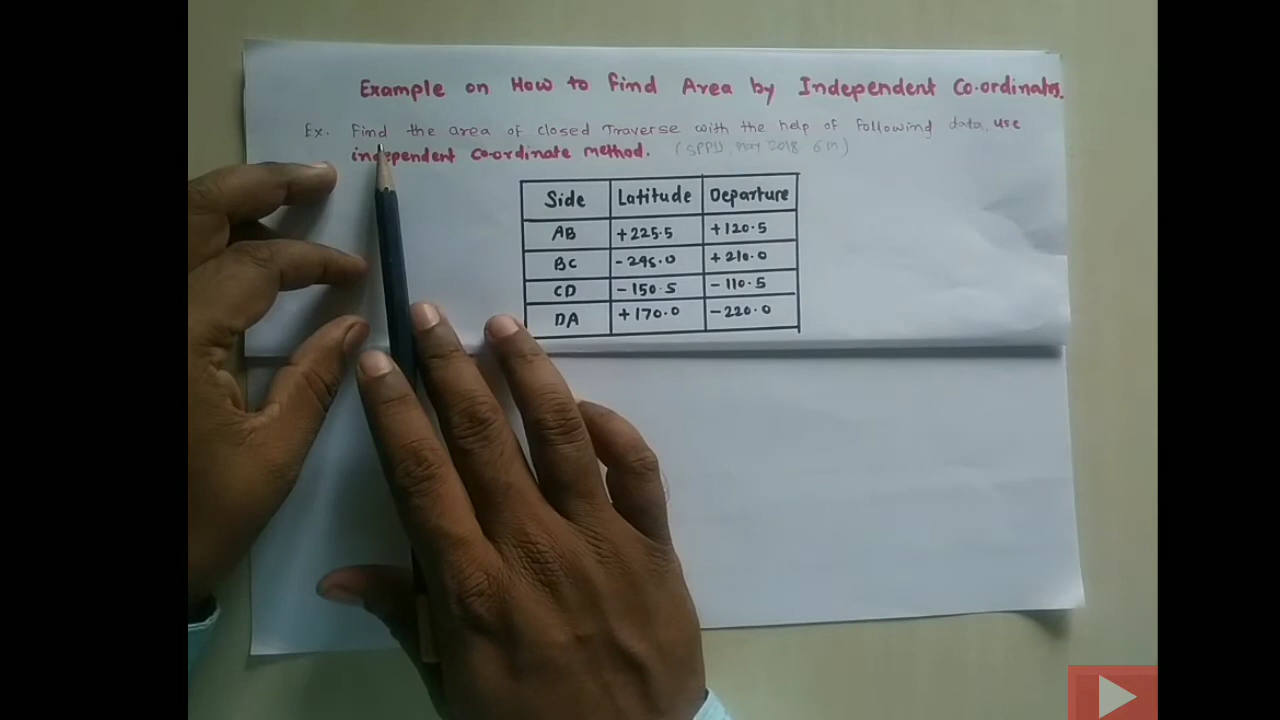 Example on How to find Area by Independent Co-ordinates.
Ex. Find the area of closed Traverse with the help of following data, use
independent co-ordinate method. (SPPU, May 2018 6M)
Side Latitude Departure
AB +225.5 +120.5
BC -245.0 +210.0
CD -150.5 -110.5
DA +170.0 -220.0